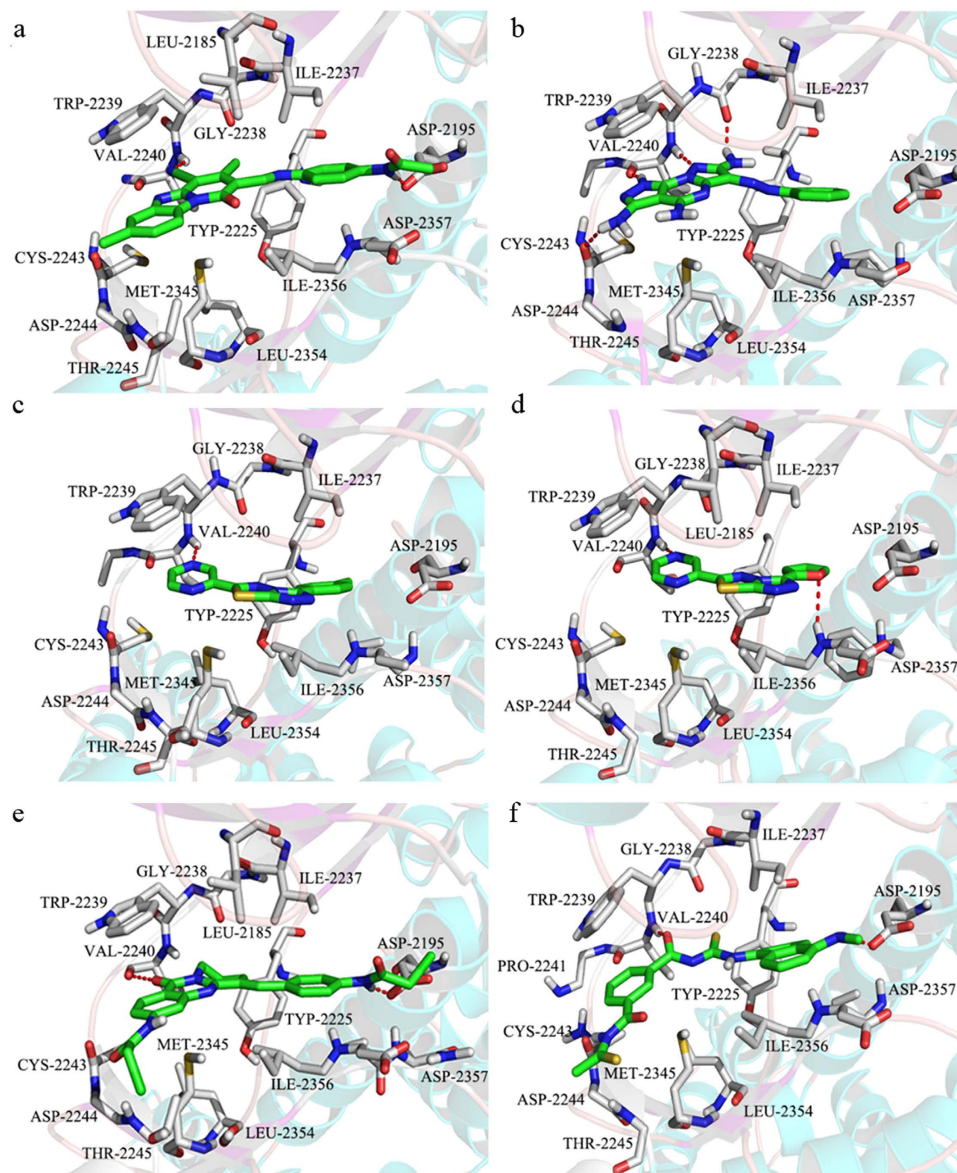 a
LEU-2185
ILE-2237
TRP-2239
GLY-2238
VAL-2240
ASP-2195
TYP-2225
ASP-2357
CYS-2243
ILE-2356
MET-2345
ASP-2244
LEU-2354
THR-2245
b
GLY-2238
ILE-2237
TRP-2239
VAL-2240
ASP-2195
TYP-2225
CYS-2243
MET-2345
ILE-2356
ASP-2357
ASP-2244
THR-2245
LEU-2354
c
GLY-2238
ILE-2237
TRP-2239
VAL-2240
ASP-2195
TYP-2225
CYS-2243
MET-2345
ILE-2356
ASP-2357
ASP-2244
LEU-2354
THR-2245
d
GLY-2238
ILE-2237
TRP-2239
LEU-2185
VAL-2240
ASP-2195
TYP-2225
CYS-2243
MET-2345
ILE-2356
ASP-2357
ASP-2244
LEU-2354
THR-2245
e
GLY-2238
ILE-2237
TRP-2239
LEU-2185
VAL-2240
ASP-2195
TYP-2225
MET-2345
CYS-2243
ILE-2356
ASP-2357
ASP-2244
LEU-2354
THR-2245
f
ILE-2237
GLY-2238
TRP-2239
ASP-2195
VAL-2240
PRO-2241
TYP-2225
ASP-2357
CYS-2243
ILE-2356
MET-2345
ASP-2244
LEU-2354
THR-2245